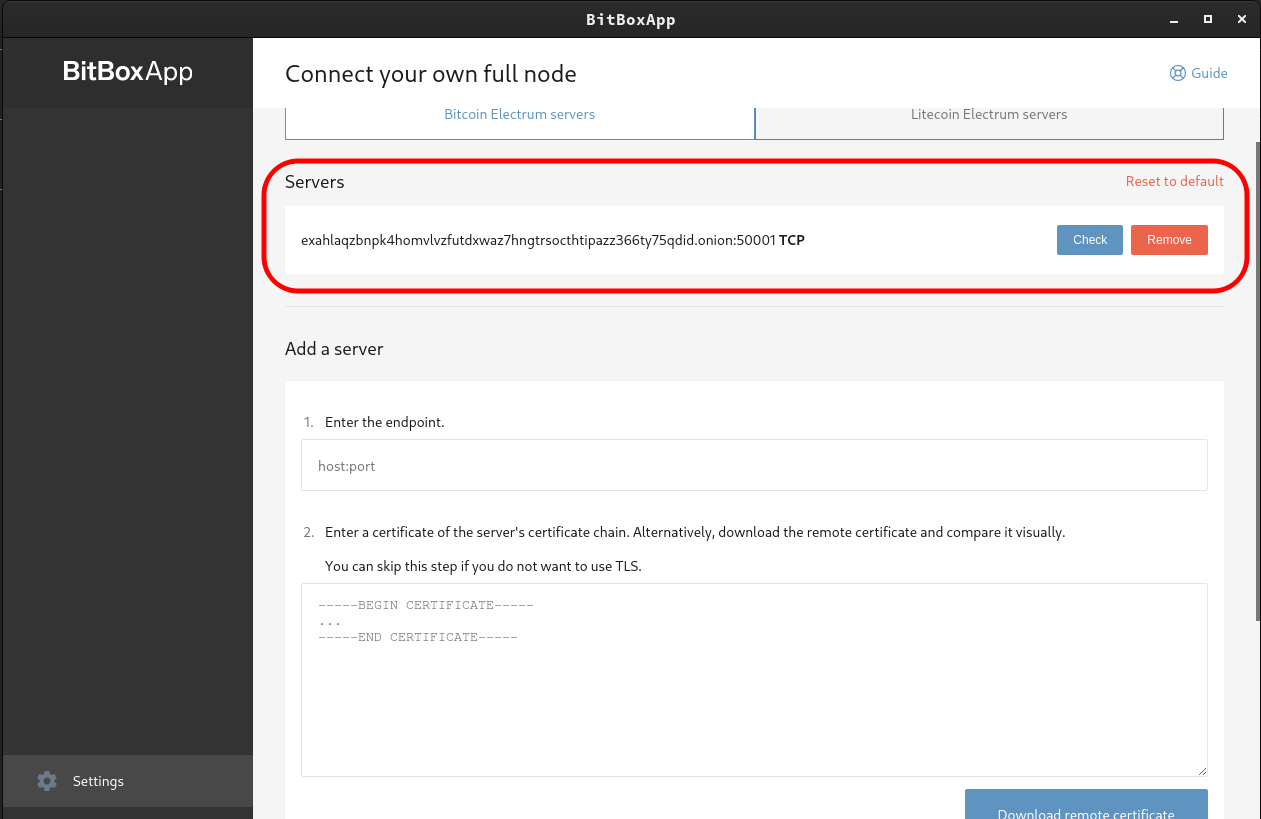 BitBoxApp
BitBoxApp
Connect your own full node
Guide
Bitcoin Electrum servers
Litecoin Electrum servers
Servers
Reset to default
exahlaqzbnpk4homvlvzfutdxwaz7hngtrsocthtipazz366ty75qdid.onion:50001 TCP
Check
Remove
Add a server
1. Enter the endpoint.
host:port
2. Enter a certificate of the server's certificate chain. Alternatively, download the remote certificate and compare it visually.
You can skip this step if you do not want to use TLS.
-----BEGIN CERTIFICATE-----
...
-----END CERTIFICATE-----
Settings
Download remote certificate